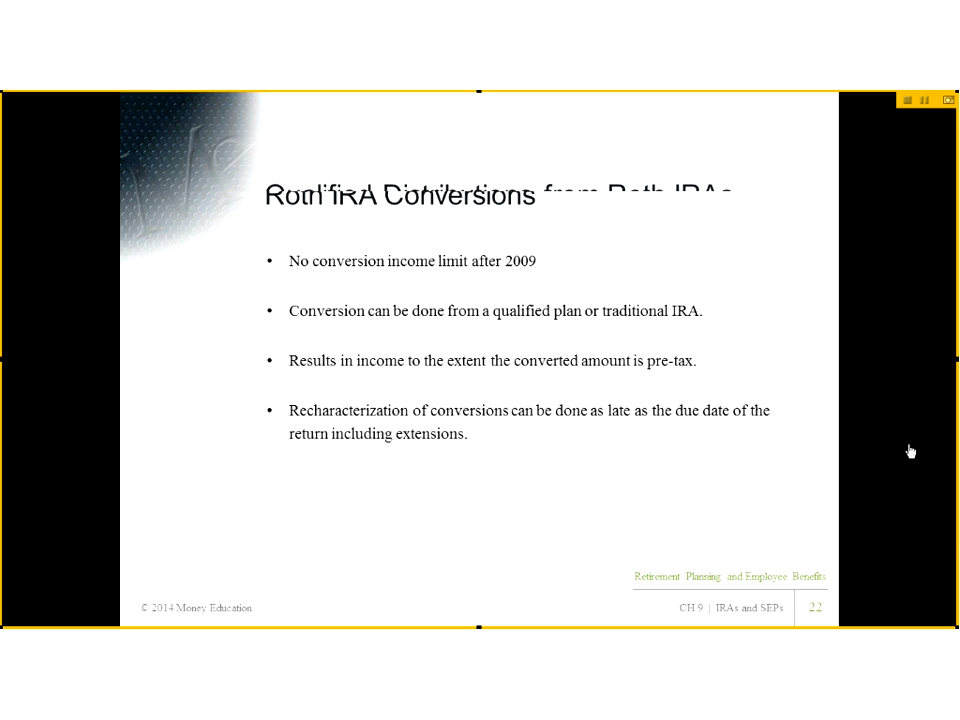 Roth IRA Conversions from Roth IRAs
• No conversion income limit after 2009
• Conversion can be done from a qualified plan or traditional IRA.
• Results in income to the extent the converted amount is pre-tax.
• Recharacterization of conversions can be done as late as the due date of the
return including extensions.
Retirement Planning and Employee Benefits
© 2014 Money Education
CH 9 | IRAs and SEPs
22